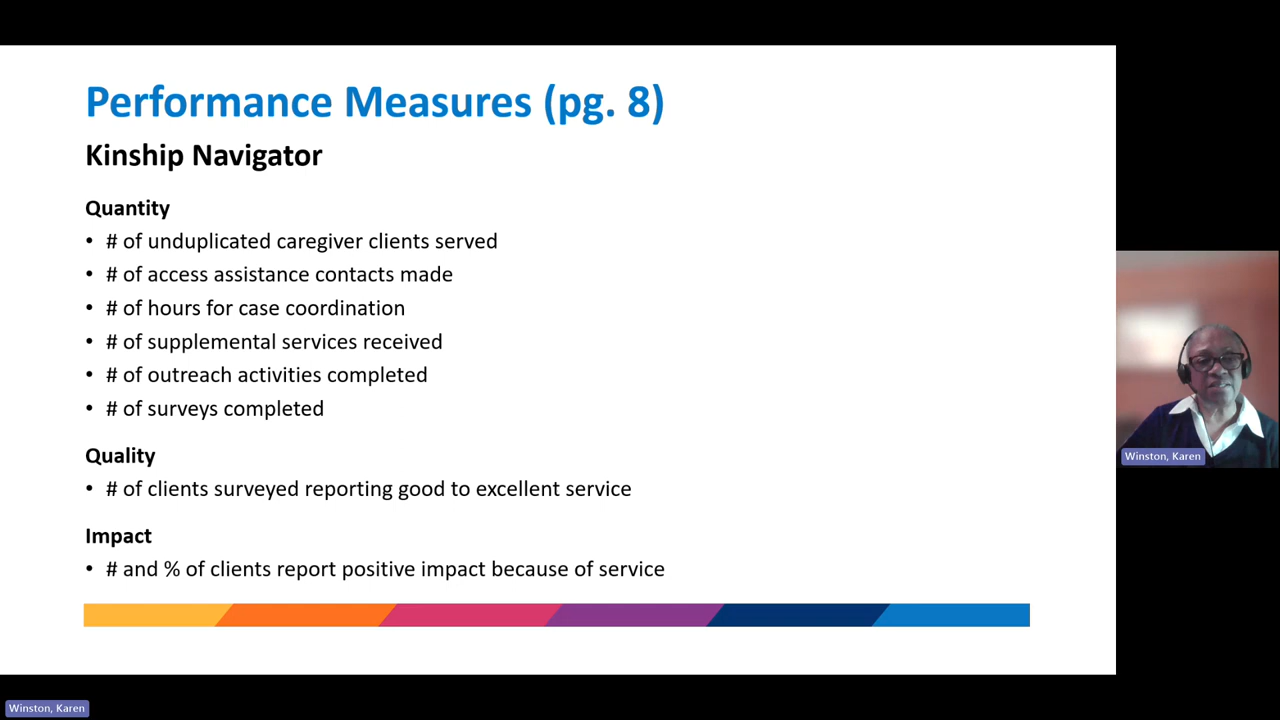 Performance Measures (pg. 8)
Kinship Navigator
Quantity
• # of unduplicated caregiver clients served
• # of access assistance contacts made
• # of hours for case coordination
• # of supplemental services received
• # of outreach activities completed
• # of surveys completed
Quality
• # of clients surveyed reporting good to excellent service
Impact
• # and % of clients report positive impact because of service
Winston, Karen
Winston, Karen